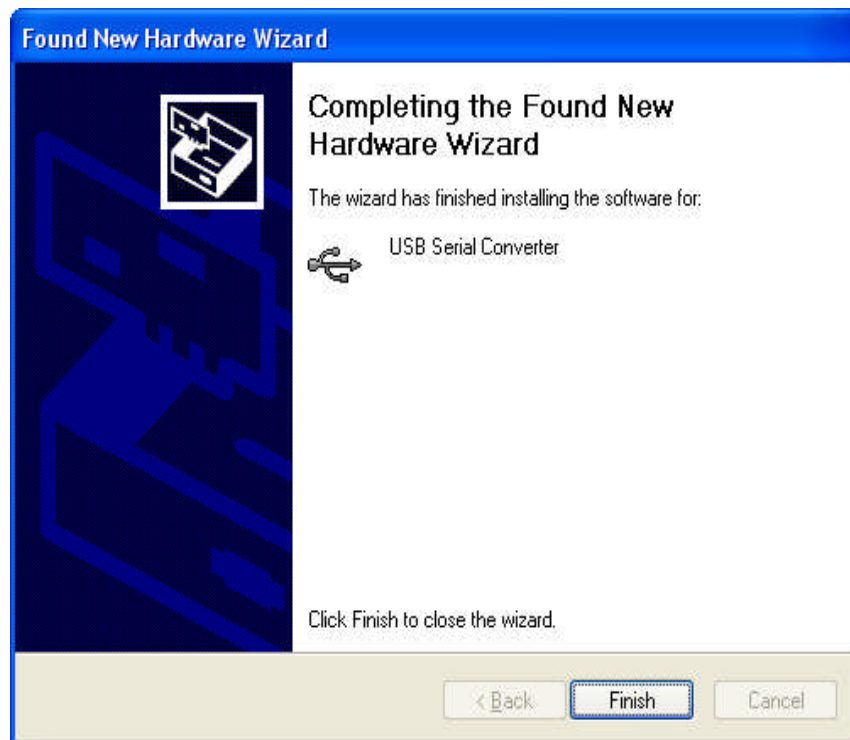 Found New Hardware Wizard
Completing the Found New
Hardware Wizard
The wizard has finished installing the software for:
USB Serial Converter
Click Finish to close the wizard.
< Back Finish Cancel